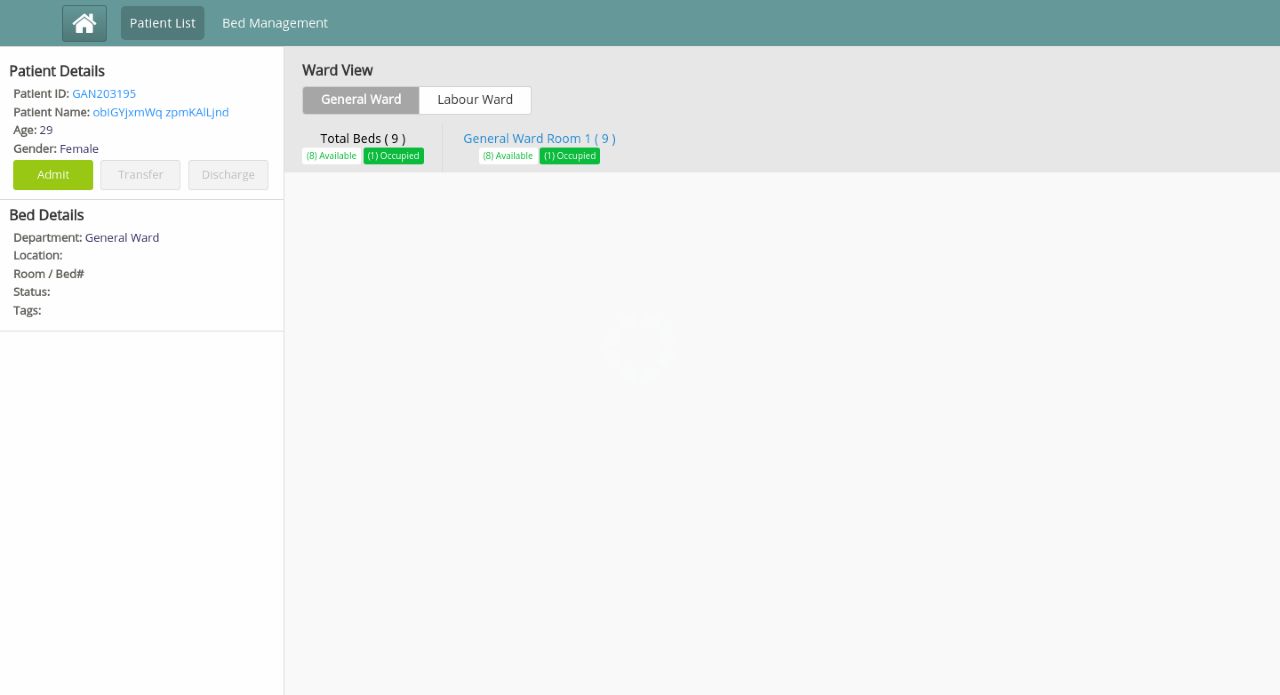 Patient List
Bed Management
Patient Details
Patient ID: GAN203195
Patient Name: obIGYjxmWq zpmKAlLjnd
Age: 29
Gender: Female
Admit
Transfer
Discharge
Bed Details
Department: General Ward
Location:
Room / Bed#
Status:
Tags:
Ward View
General Ward
Labour Ward
Total Beds ( 9 )
(8) Available (1) Occupied
General Ward Room 1 ( 9 )
(8) Available (1) Occupied